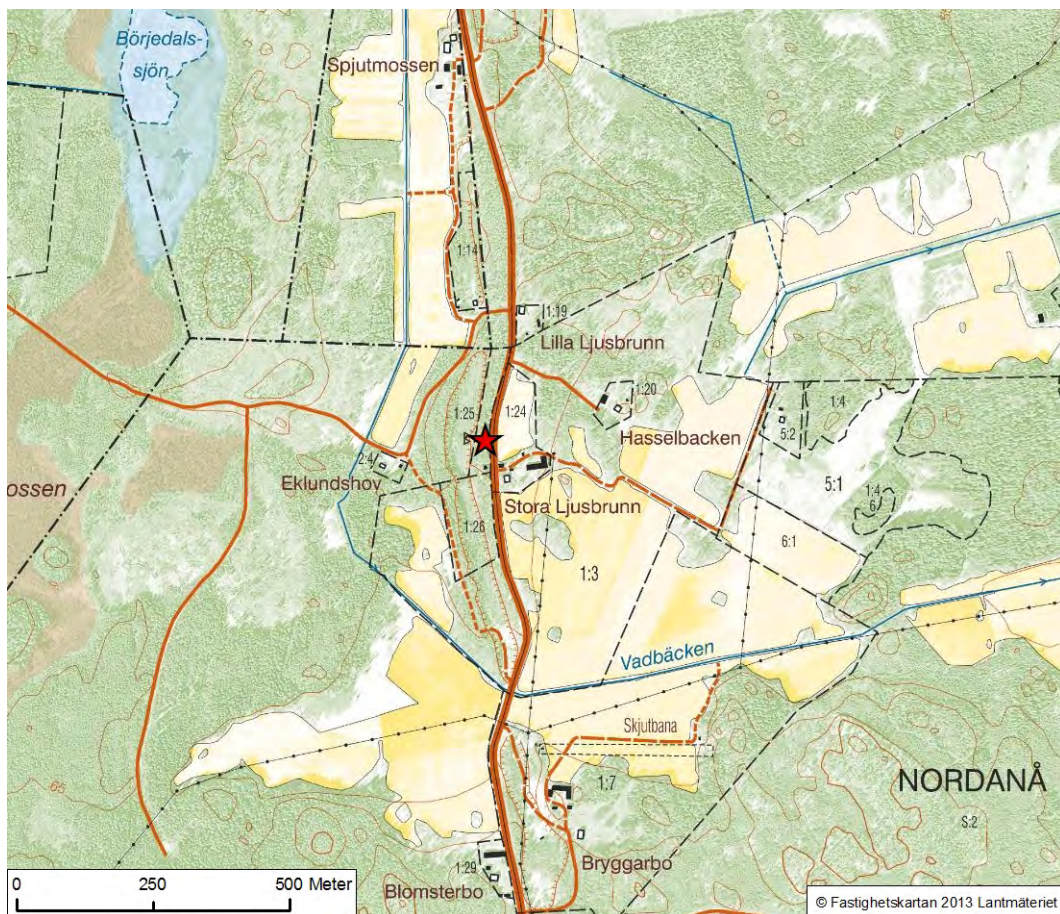 Börjedals-
sjön
Spjutmossen
1:14
1:19
Lilla Ljusbrunn
1:20
1:25
1:24
Hasselbacken
5:2
1:4
2:4
Eklundshov
ossen
Stora Ljusbrunn
5:1
1:4
6
1:26
1:3
6:1
Vadbäcken
Skjutbana
1:7
NORDANÅ
S:2
65
1:29
Bryggarbo
Blomsterbo
0 250 500 Meter
© Fastighetskartan 2013 Lantmäteriet